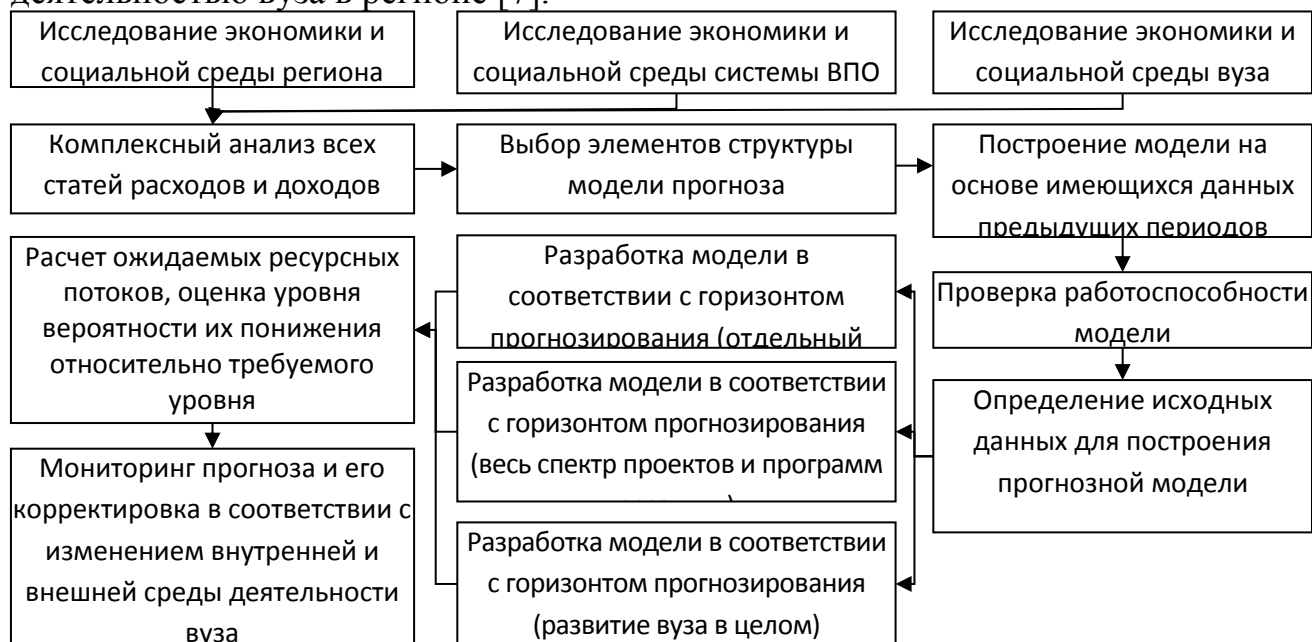 деятельностью вуза в регионе [7].
Исследование экономики и
социальной среды региона
Исследование экономики и
социальной среды системы ВПО
Исследование экономики и
социальной среды вуза
Комплексный анализ всех
статей расходов и доходов
Выбор элементов структуры
модели прогноза
Построение модели на
основе имеющихся данных
предыдущих периодов
Расчет ожидаемых ресурсных
потоков, оценка уровня
вероятности их понижения
относительно требуемого
уровня
Разработка модели в
соответствии с горизонтом
прогнозирования (отдельный
Проверка работоспособности
модели
Разработка модели в соответствии
с горизонтом прогнозирования
(весь спектр проектов и программ
Определение исходных
данных для построения
прогнозной модели
Мониторинг прогноза и его
корректировка в соответствии с
изменением внутренней и
внешней среды деятельности
вуза
Разработка модели в соответствии
с горизонтом прогнозирования
(развитие вуза в целом)